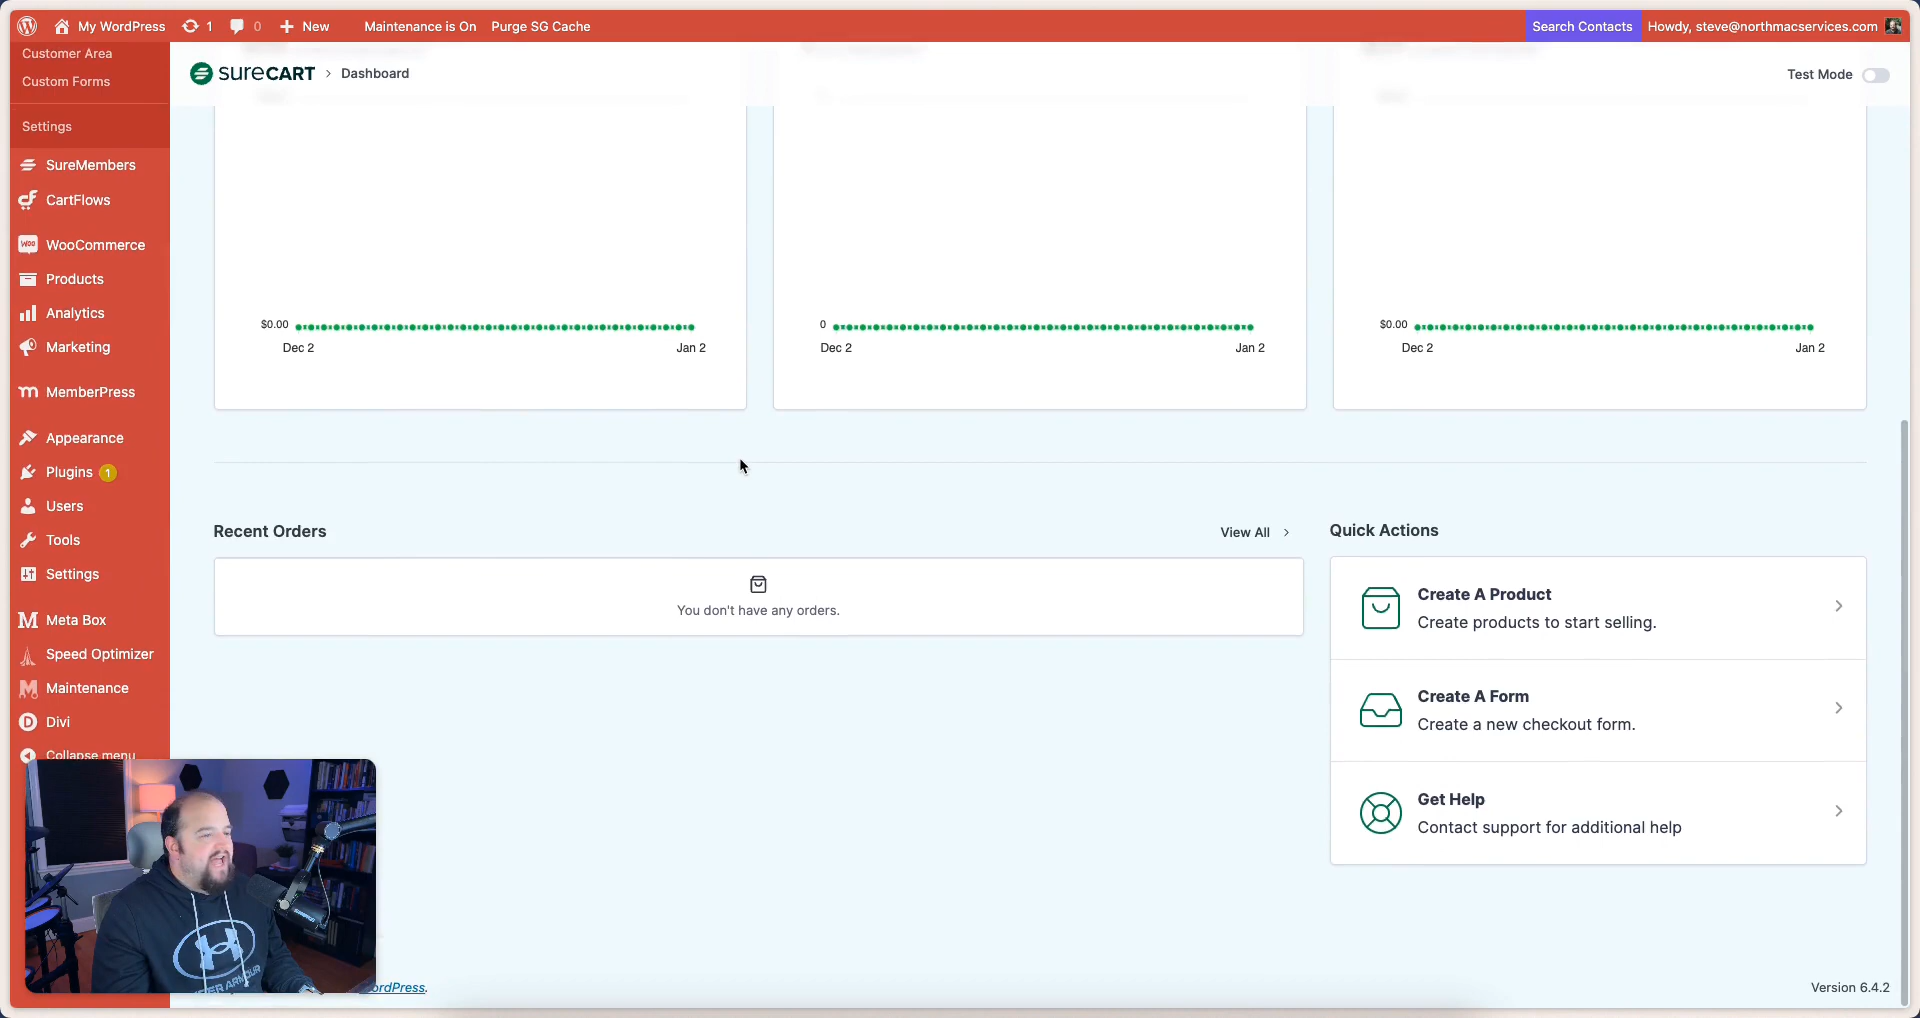 My WordPress 1 0 New Maintenance is On Purge SG Cache Search Contacts Howdy, steve@northmacservices.com
Customer Area
Custom Forms
Settings
SureMembers
CartFlows
WooCommerce
Products
Analytics
Marketing
MemberPress
Appearance
Plugins 1
Users
Tools
Settings
Meta Box
Speed Optimizer
Maintenance
Divi
Collapse menu
SURECART Dashboard Test Mode
$0.00
Dec 2 Jan 2
0
Dec 2 Jan 2
$0.00
Dec 2 Jan 2
Recent Orders View All
You don't have any orders.
Quick Actions
Create A Product
Create products to start selling.
Create A Form
Create a new checkout form.
Get Help
Contact support for additional help
UNDER ARMOUR
ordPress.
Version 6.4.2